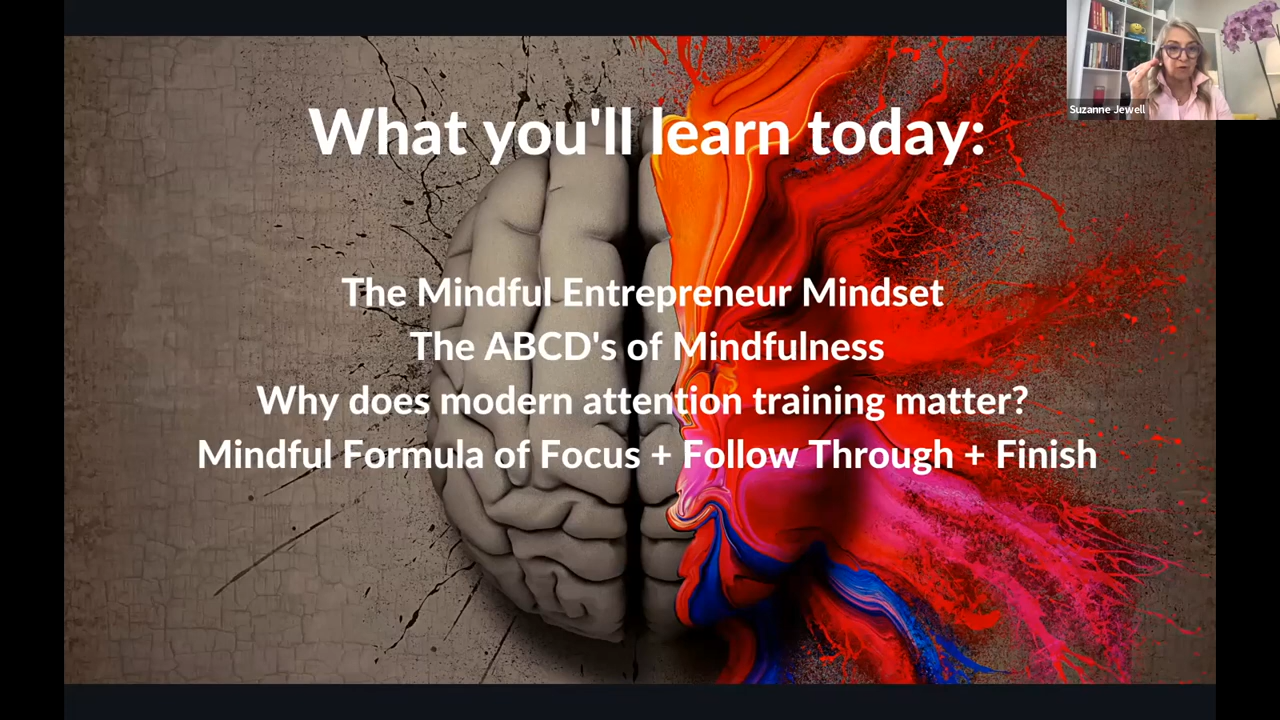 Suzanne Jewell
What you'll learn today:
The Mindful Entrepreneur Mindset
The ABCD's of Mindfulness
Why does modern attention training matter?
Mindful Formula of Focus + Follow Through + Finish